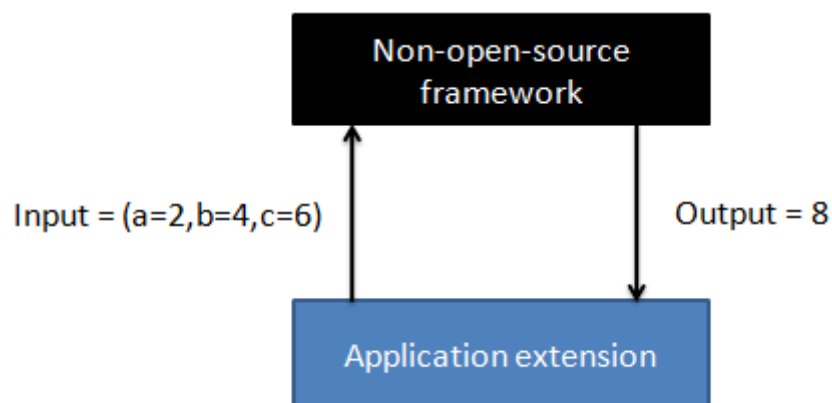 Non-open-source
framework
Input = (a=2,b=4,c=6)
Output = 8
Application extension